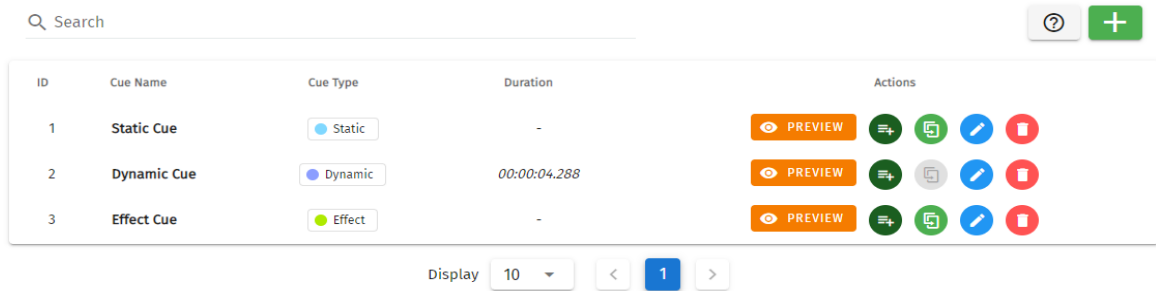 Search
ID Cue Name Cue Type Duration Actions
1 Static Cue Static - PREVIEW
2 Dynamic Cue Dynamic 00:00:04.288 PREVIEW
3 Effect Cue Effect - PREVIEW
Display 10 < 1 >